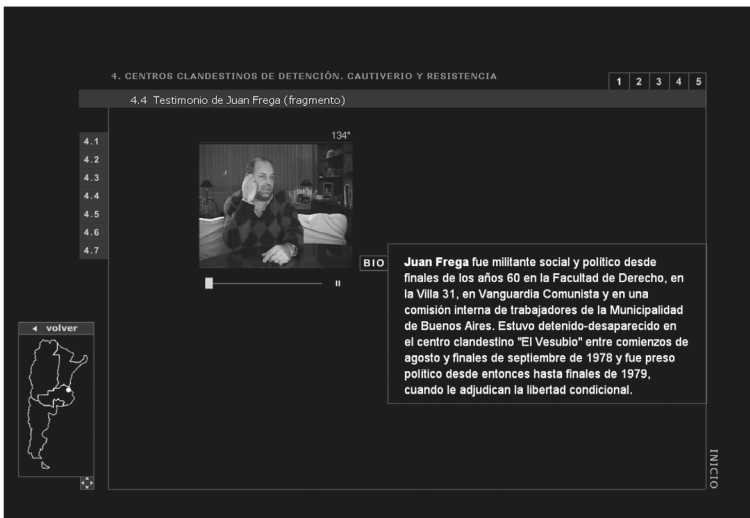 4. CENTROS CLANDESTINOS DE DETENCIÓN. CAUTIVERIO Y RESISTENCIA
1 2 3 4 5
4.4 Testimonio de Juan Frega (fragmento)
134"
4.1
4.2
4.3
4.4
4.5
4.6
4.7
BIO
Juan Frega fue militante social y político desde
finales de los años 60 en la Facultad de Derecho, en
la Villa 31, en Vanguardia Comunista y en una
comisión interna de trabajadores de la Municipalidad
de Buenos Aires. Estuvo detenido-desaparecido en
el centro clandestino "El Vesubio" entre comienzos de
agosto y finales de septiembre de 1978 y fue preso
político desde entonces hasta finales de 1979,
cuando le adjudican la libertad condicional.
volver
INICIO